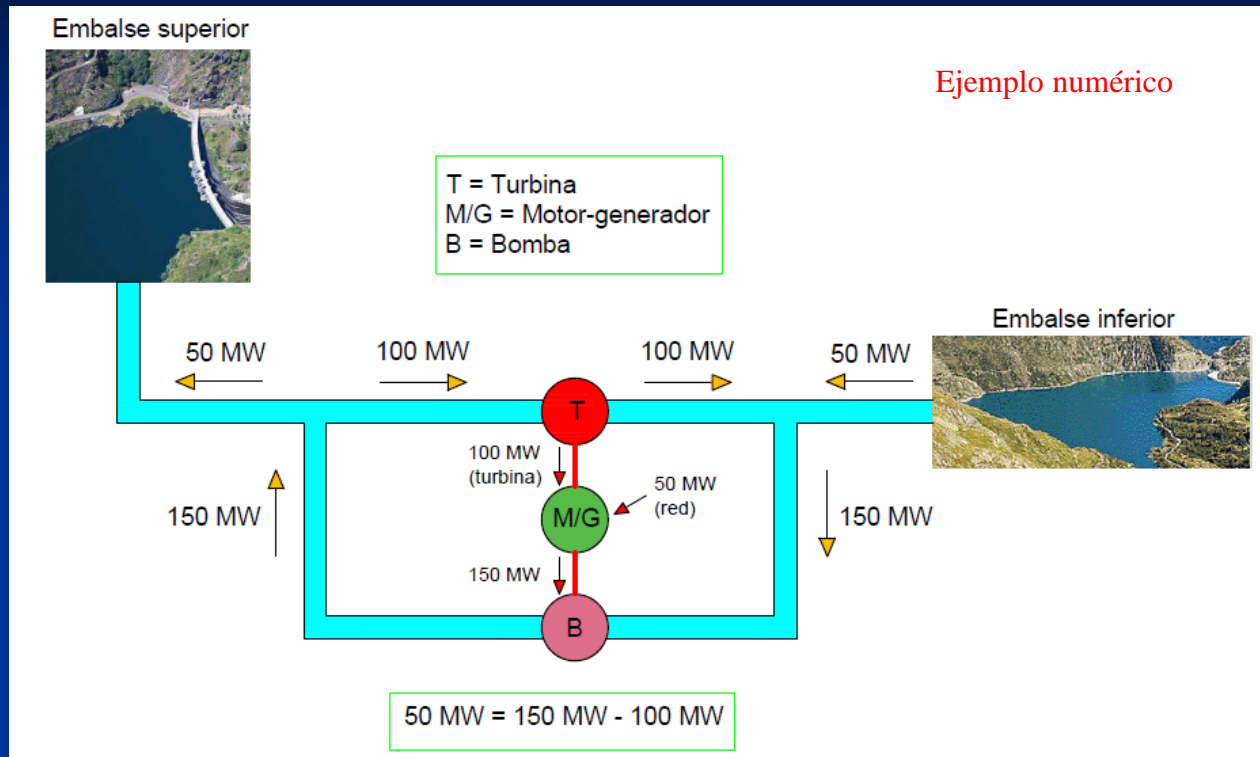 Embalse superior
Ejemplo numérico
T = Turbina
M/G = Motor-generador
B = Bomba
Embalse inferior
50 MW
100 MW
100 MW
50 MW
T
100 MW
(turbina)
50 MW
(red)
150 MW
M/G
150 MW
150 MW
B
50 MW = 150 MW - 100 MW